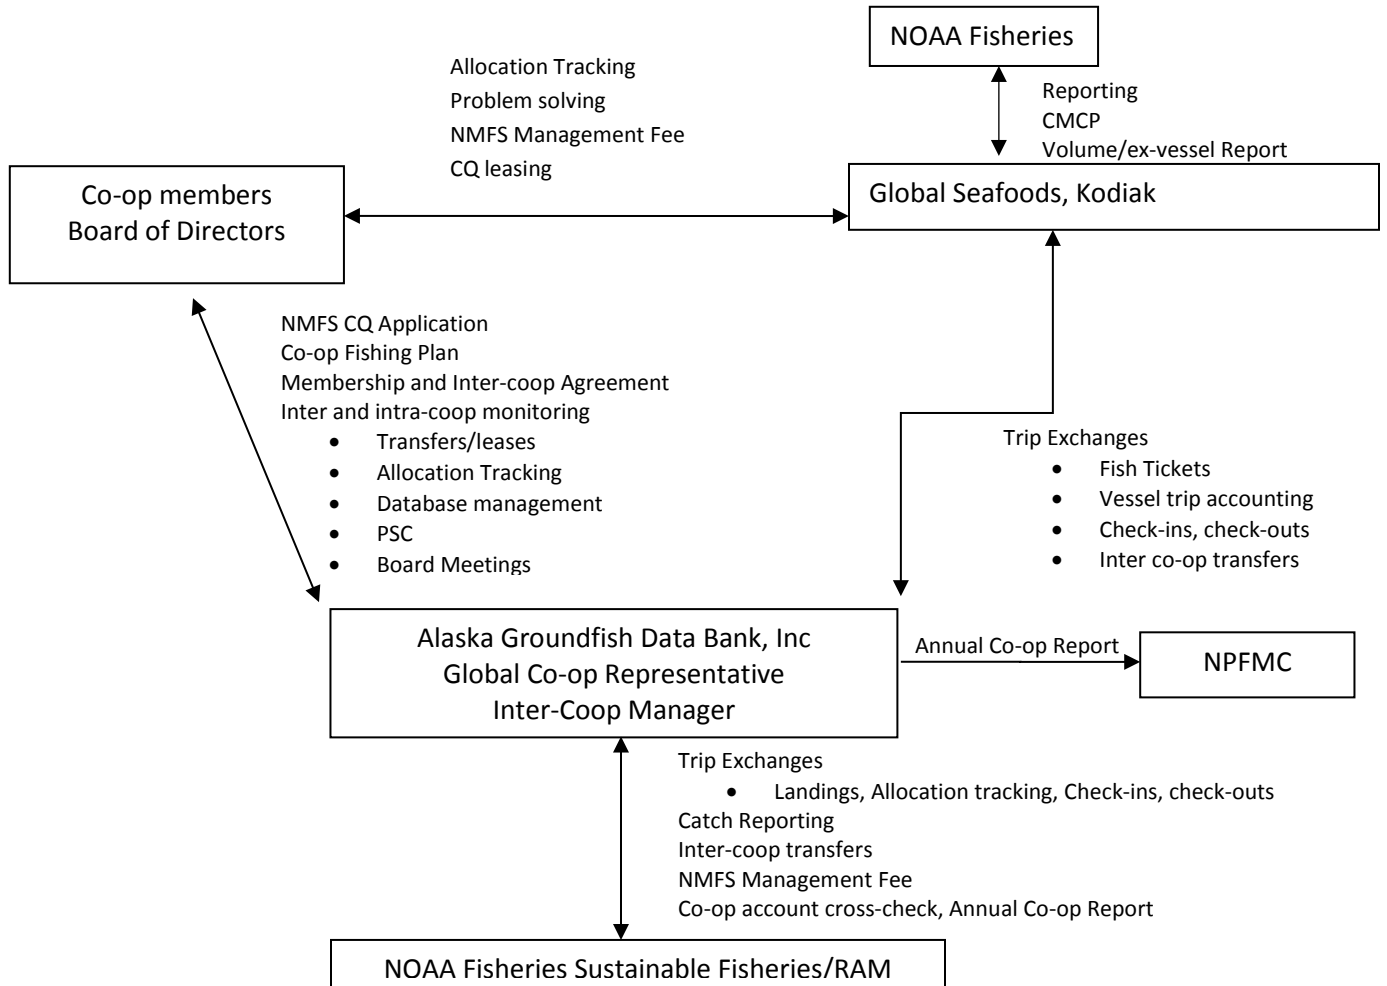 NOAA Fisheries
Allocation Tracking
Problem solving
NMFS Management Fee
CQ leasing
Reporting
CMCP
Volume/ex-vessel Report
Co-op members
Board of Directors
Global Seafoods, Kodiak
NMFS CQ Application
Co-op Fishing Plan
Membership and Inter-coop Agreement
Inter and intra-coop monitoring
• Transfers/leases
• Allocation Tracking
• Database management
• PSC
• Board Meetings
Trip Exchanges
• Fish Tickets
• Vessel trip accounting
• Check-ins, check-outs
• Inter co-op transfers
Alaska Groundfish Data Bank, Inc
Global Co-op Representative
Inter-Coop Manager
Annual Co-op Report
NPFMC
Trip Exchanges
• Landings, Allocation tracking, Check-ins, check-outs
Catch Reporting
Inter-coop transfers
NMFS Management Fee
Co-op account cross-check, Annual Co-op Report
NOAA Fisheries Sustainable Fisheries/RAM